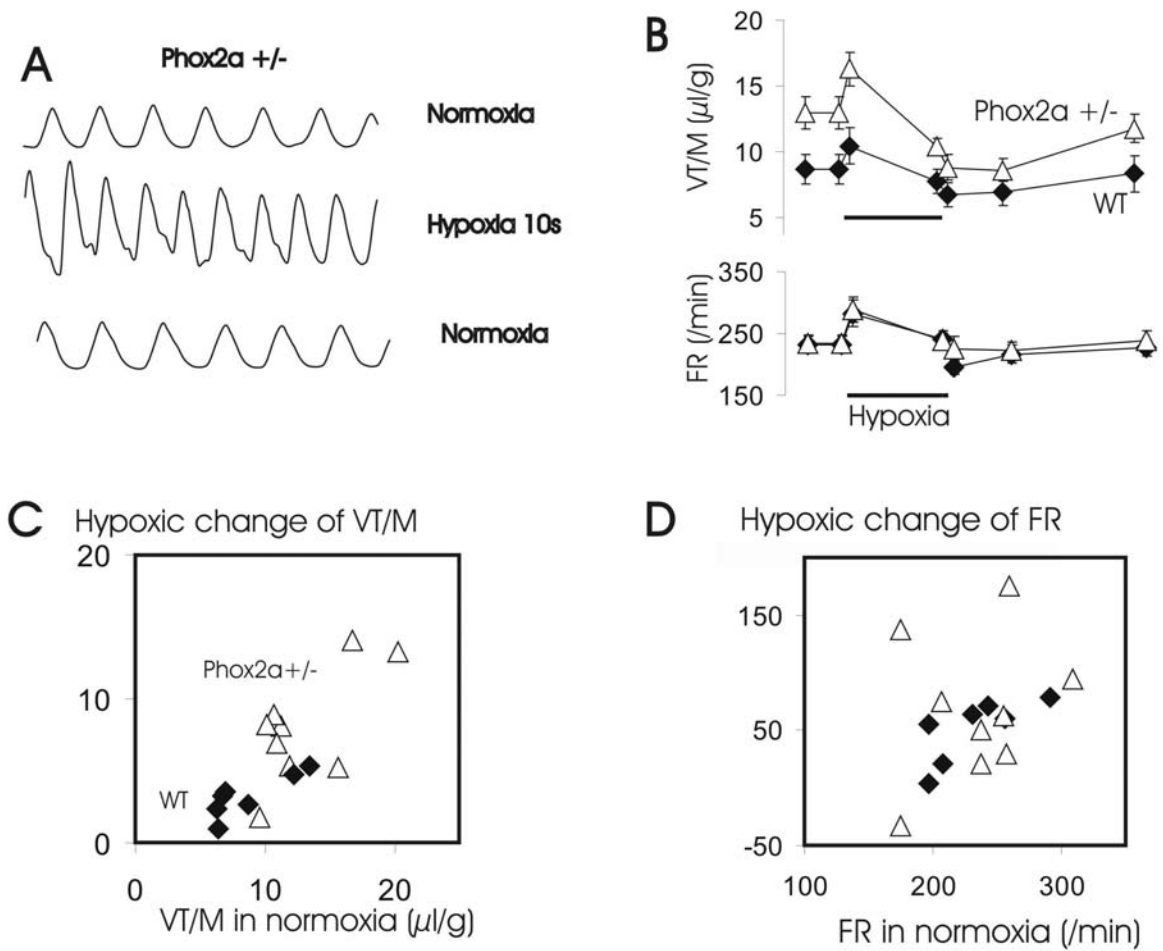 A
Phox2a +/-
Normoxia
Hypoxia 10s
Normoxia
B
20
15
10
5
VT/M (µl/g)
Phox2a +/-
WT
350
250
150
FR (/min)
Hypoxia
C
Hypoxic change of VT/M
20
10
0
Phox2a+/-
WT
0 10 20
VT/M in normoxia (µl/g)
D
Hypoxic change of FR
150
50
-50
100 200 300
FR in normoxia (/min)